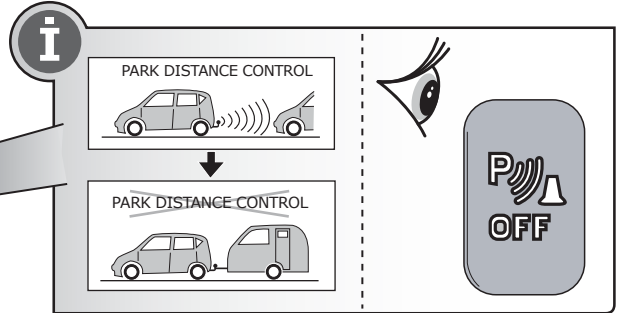 i
PARK DISTANCE CONTROL
PARK DISTANCE CONTROL
P
OFF